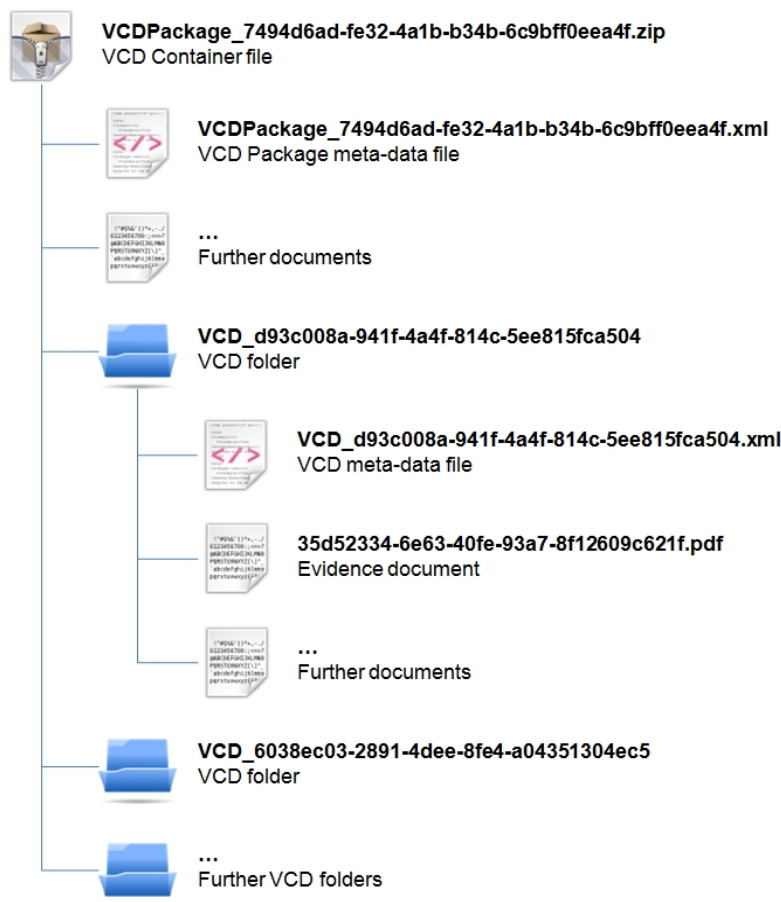 VCDPackage_7494d6ad-fe32-4a1b-b34b-6c9bff0eea4f.zip
VCD Container file
VCDPackage_7494d6ad-fe32-4a1b-b34b-6c9bff0eea4f.xml
VCD Package meta-data file
...
Further documents
VCD_d93c008a-941f-4a4f-814c-5ee815fca504
VCD folder
VCD_d93c008a-941f-4a4f-814c-5ee815fca504.xml
VCD meta-data file
35d52334-6e63-40fe-93a7-8f12609c621f.pdf
Evidence document
...
Further documents
VCD_6038ec03-2891-4dee-8fe4-a04351304ec5
VCD folder
...
Further VCD folders